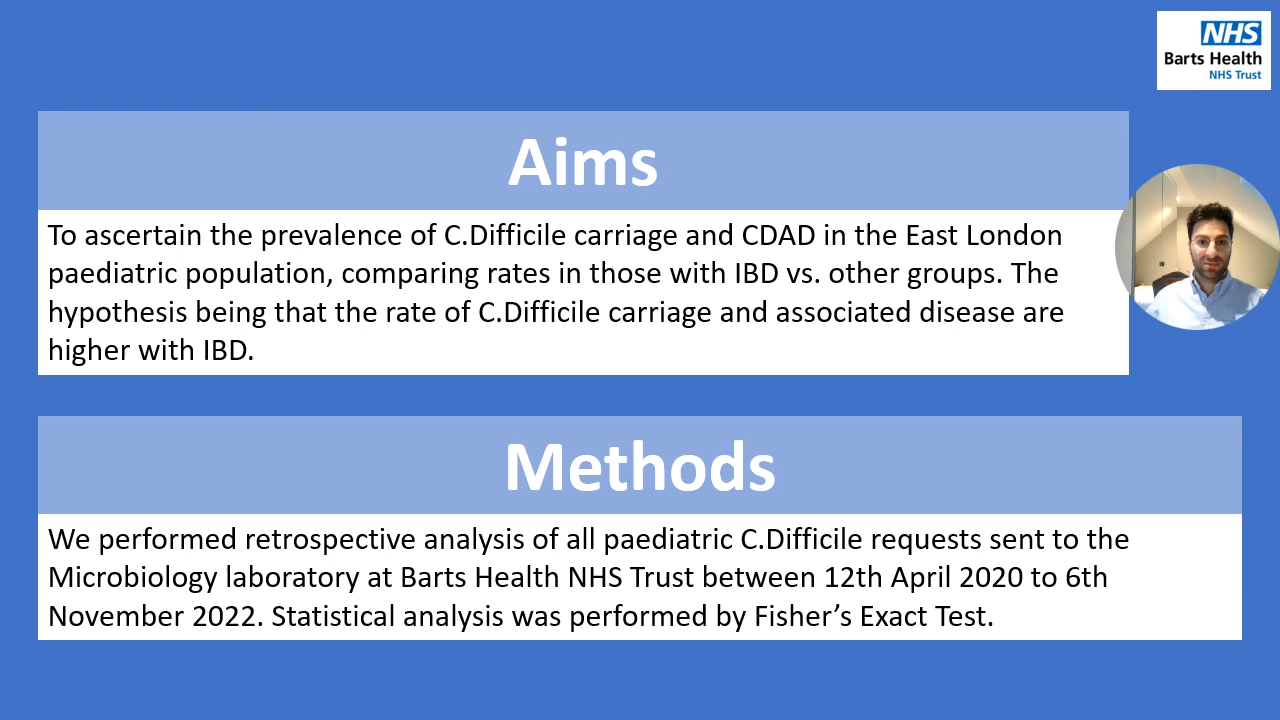 NHS
Barts Health
NHS Trust
Aims
To ascertain the prevalence of C.Difficile carriage and CDAD in the East London
paediatric population, comparing rates in those with IBD vs. other groups. The
hypothesis being that the rate of C.Difficile carriage and associated disease are
higher with IBD.
Methods
We performed retrospective analysis of all paediatric C.Difficile requests sent to the
Microbiology laboratory at Barts Health NHS Trust between 12th April 2020 to 6th
November 2022. Statistical analysis was performed by Fisher’s Exact Test.